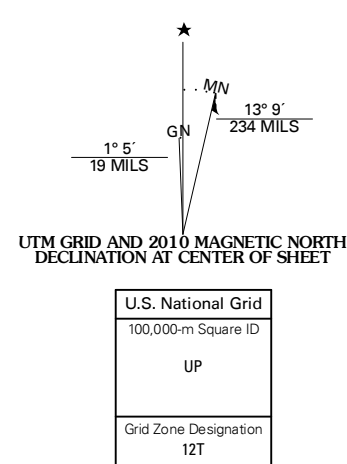 ★
MN
GN
13° 9´
234 MILS
1° 5´
19 MILS
UTM GRID AND 2010 MAGNETIC NORTH
DECLINATION AT CENTER OF SHEET
U.S. National Grid
100,000-m Square ID
UP
Grid Zone Designation
12T